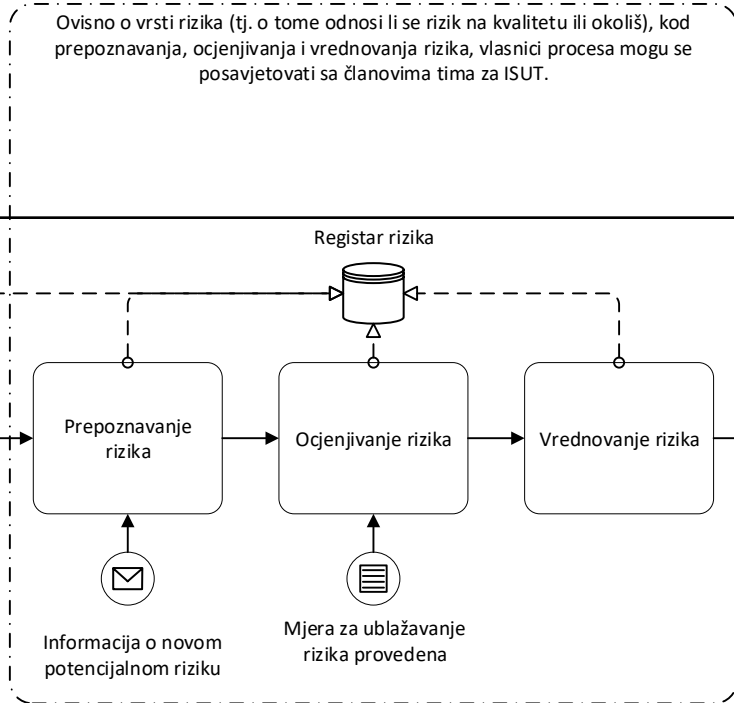 Ovisno o vrsti rizika (tj. o tome odnosi li se rizik na kvalitetu ili okoliš), kod
prepoznavanja, ocjenjivanja i vrednovanja rizika, vlasnici procesa mogu se
posavjetovati sa članovima tima za ISUT.
Registar rizika
Prepoznavanje
rizika
Ocjenjivanje rizika
Vrednovanje rizika
Informacija o novom
potencijalnom riziku
Mjera za ublažavanje
rizika provedena